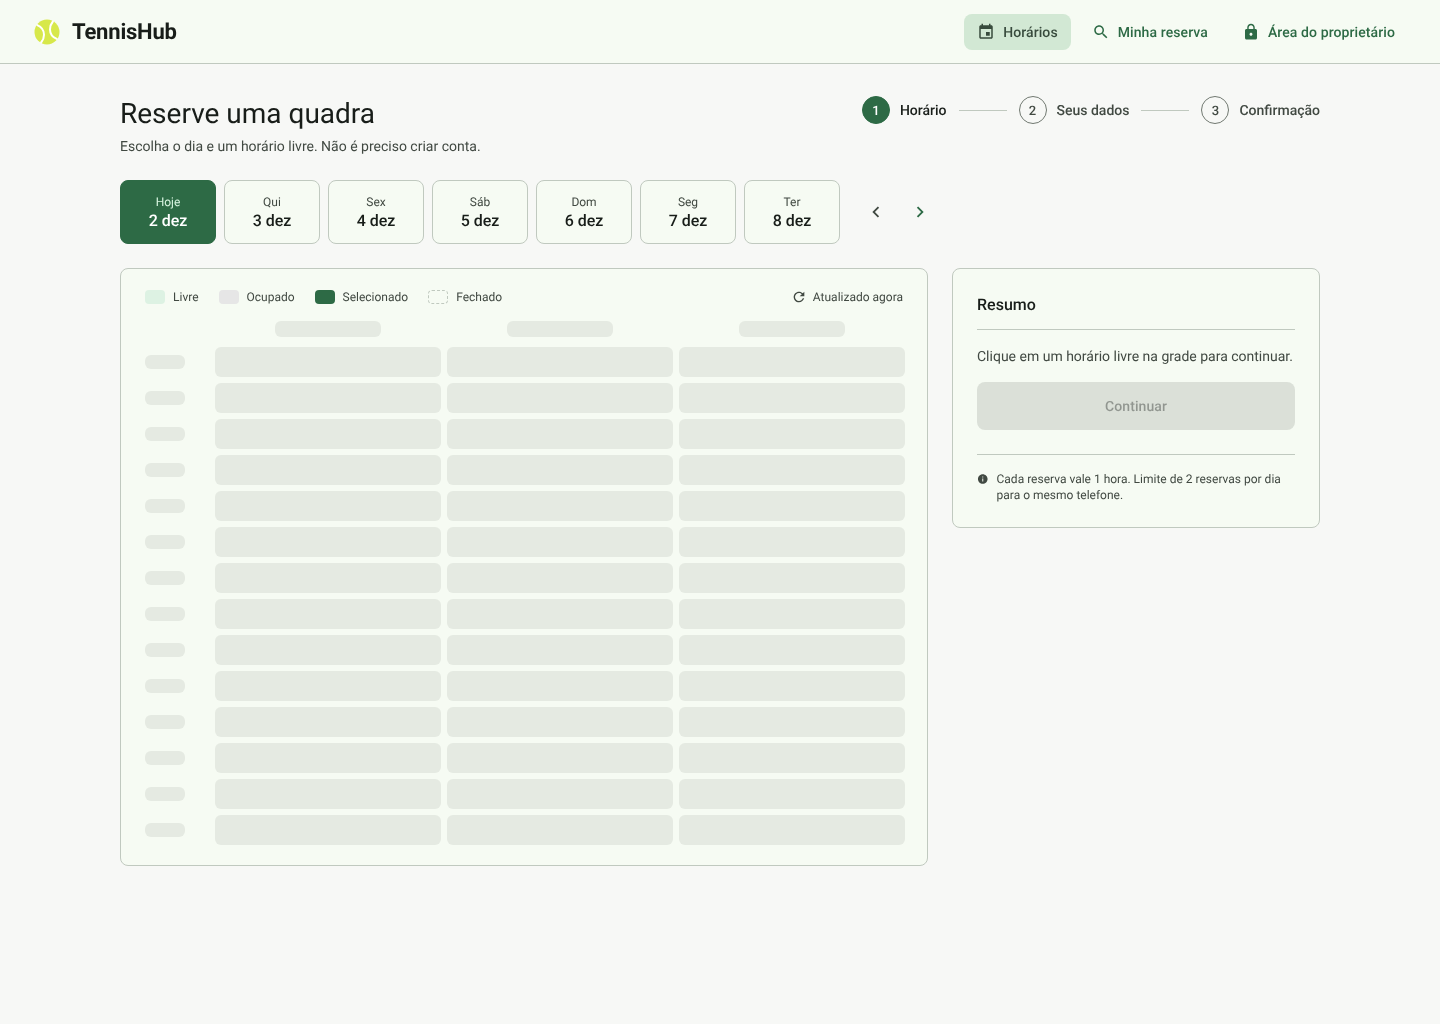 TennisHub
Horários
Minha reserva
Área do proprietário
Reserve uma quadra
Escolha o dia e um horário livre. Não é preciso criar conta.
1 Horário
2 Seus dados
3 Confirmação
Hoje
2 dez
Qui
3 dez
Sex
4 dez
Sáb
5 dez
Dom
6 dez
Seg
7 dez
Ter
8 dez
Livre
Ocupado
Selecionado
Fechado
Atualizado agora
Resumo
Clique em um horário livre na grade para continuar.
Continuar
Cada reserva vale 1 hora. Limite de 2 reservas por dia
para o mesmo telefone.